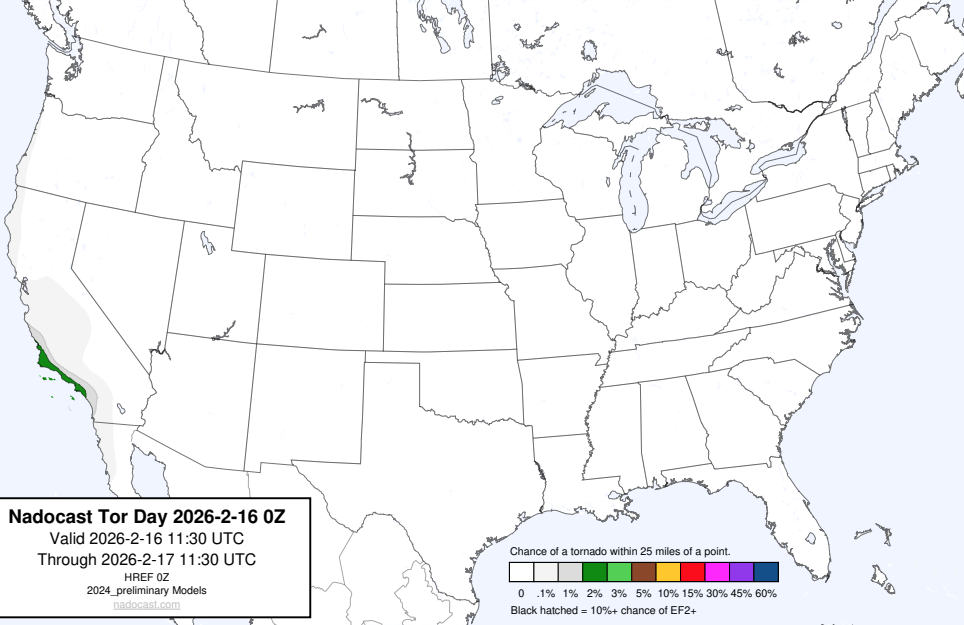 Nadocast Tor Day 2026-2-16 0Z
Valid 2026-2-16 11:30 UTC
Through 2026-2-17 11:30 UTC
HREF 0Z
2024_preliminary Models
nadocast.com
Chance of a tornado within 25 miles of a point.
0 .1% 1% 2% 3% 5% 10% 15% 30% 45% 60%
Black hatched = 10%+ chance of EF2+